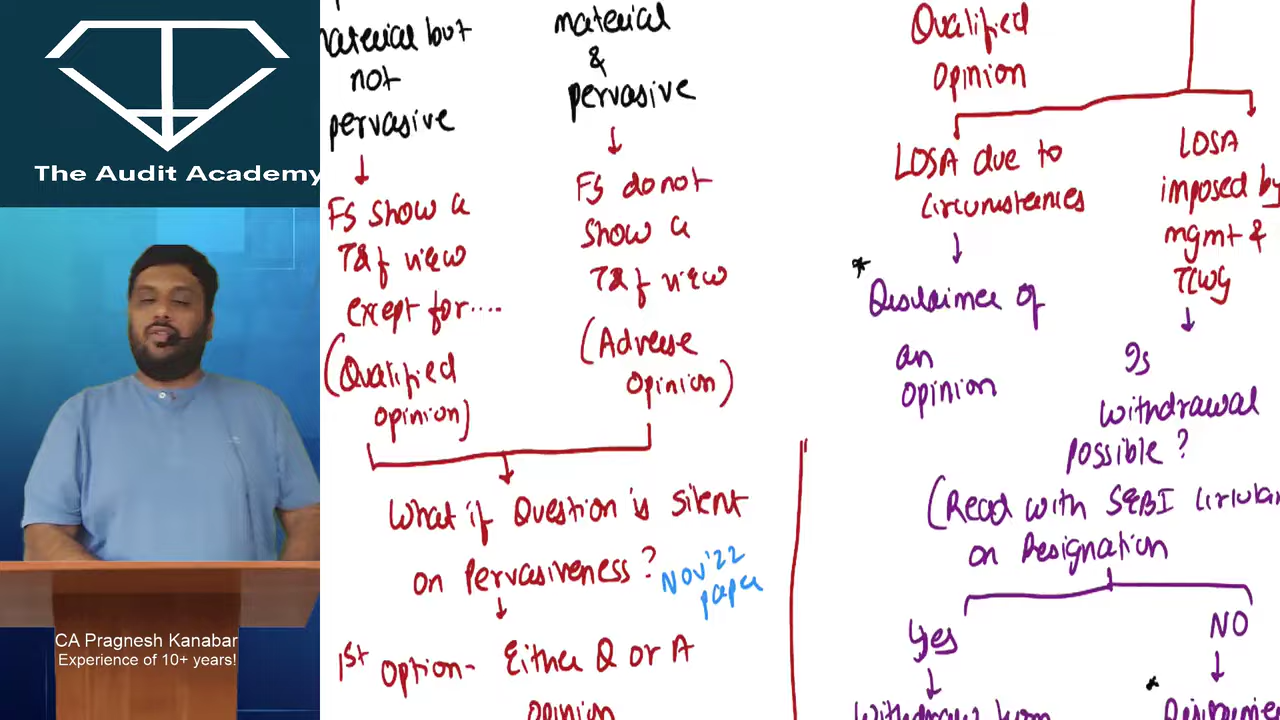 The Audit Academy
CA Pragnesh Kanabar
Experience of 10+ years!
material but
not
pervasive
FS show a
T&f view
except for....
(Qualified
opinion)
material
&
pervasive
FS do not
show a
T&f view
(Adverse
opinion)
What if Question is silent
on pervasiveness?
Nov'22
paper
1st option- Either Q or A
opinion
Qualified
opinion
LOSA due to
circumstances
*
Disclaimer of
an
opinion
LOSA
imposed by
mgmt &
TCWG
Is
withdrawal
possible?
(Read with SEBI circular
on Resignation
Yes
NO
Withdraw from
*
Disclaimer